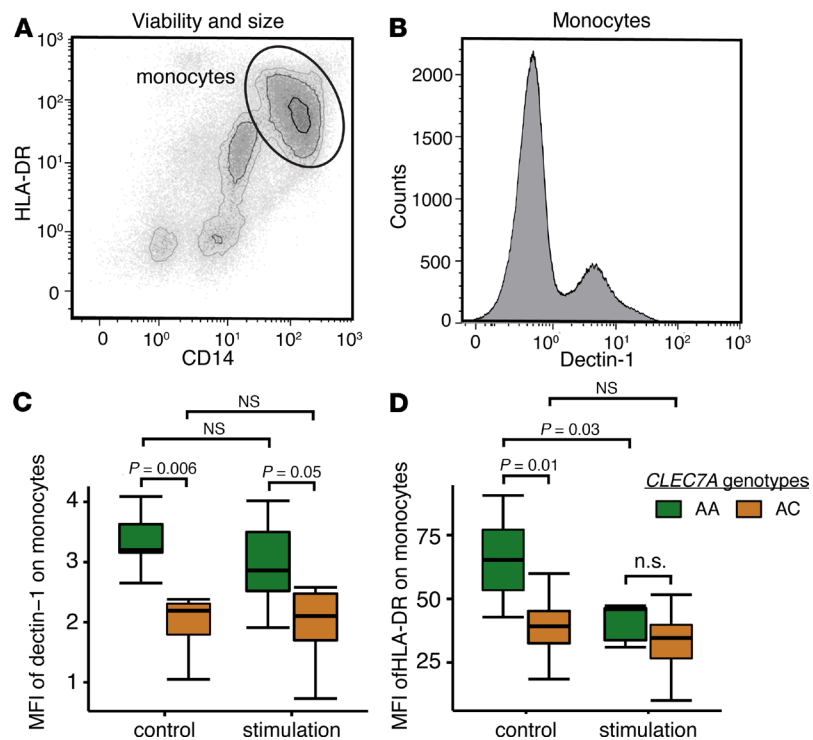 A
Viability and size
10³
10²
10¹
10⁰
0
HLA-DR
monocytes
0 10⁰ 10¹ 10² 10³
CD14
B
Monocytes
2000
1500
1000
500
0
Counts
0 10⁰ 10¹ 10² 10³
Dectin-1
C
NS
NS
P = 0.006
P = 0.05
4
3
2
1
MFI of dectin–1 on monocytes
control stimulation
D
NS
P = 0.03
P = 0.01
n.s.
CLEC7A genotypes
AA AC
75
50
25
MFI ofHLA-DR on monocytes
control stimulation